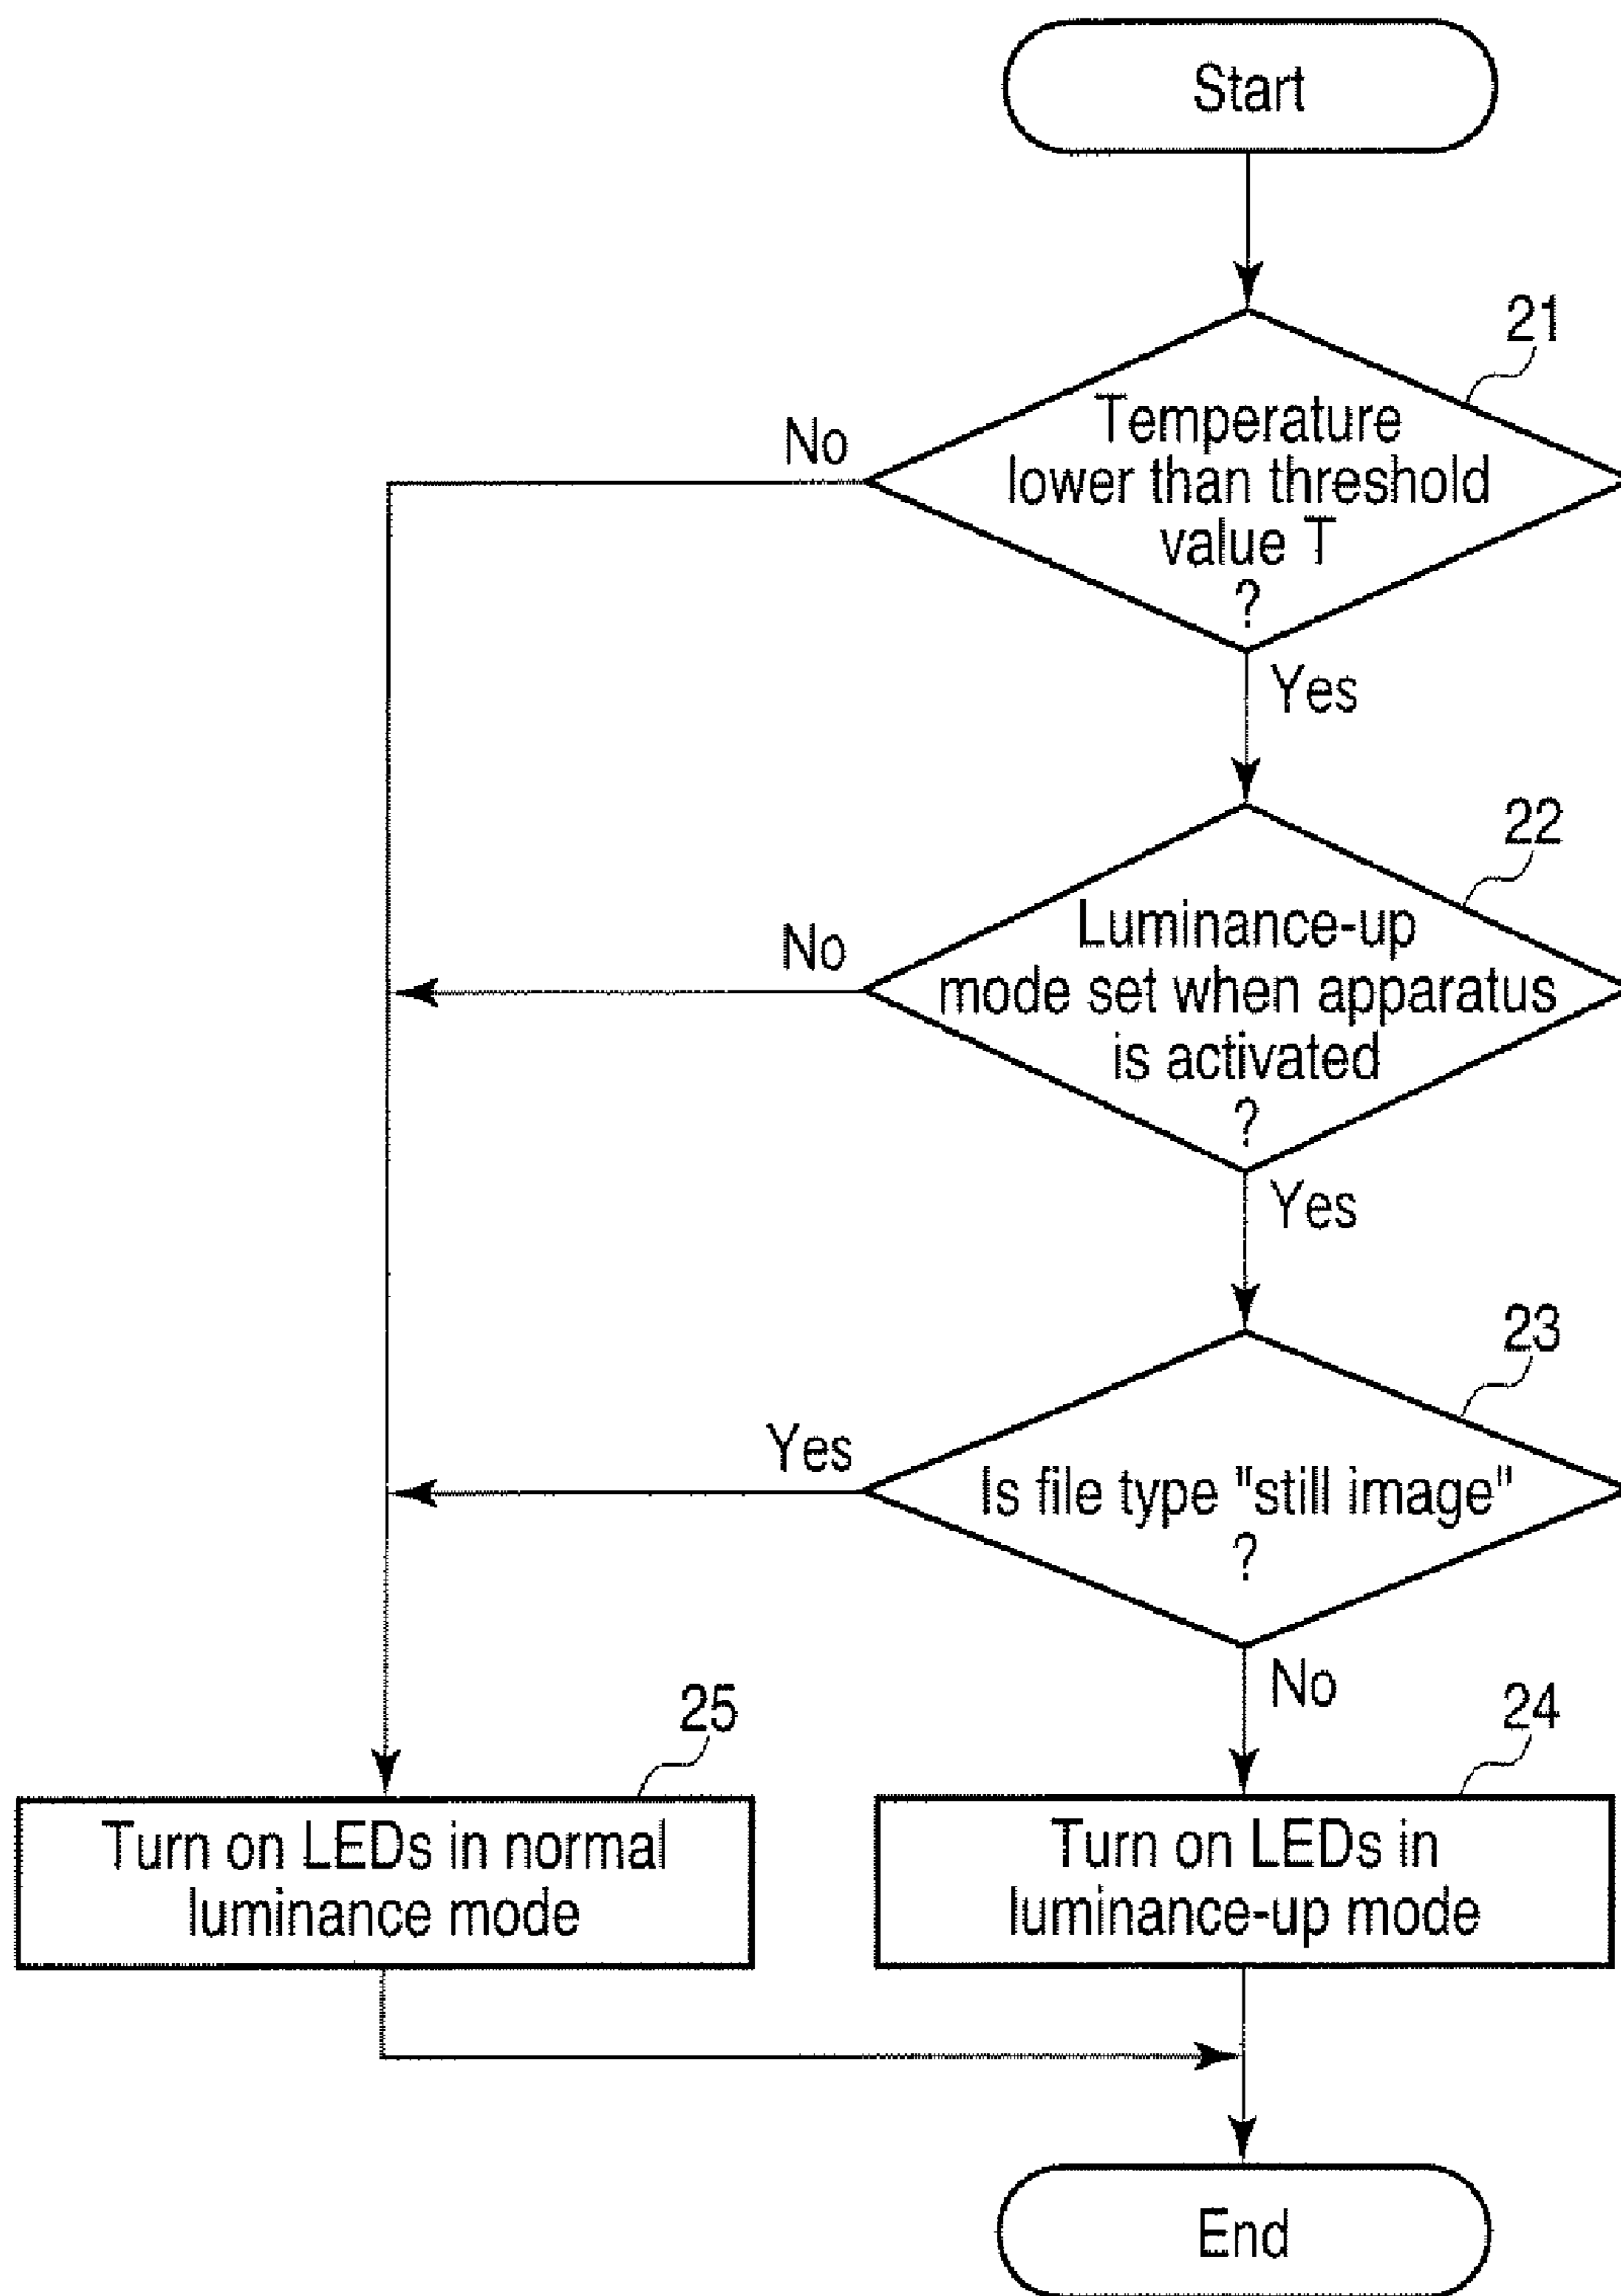 Start
21
Temperature
lower than threshold
value T
?
No
Yes
22
Luminance-up
mode set when apparatus
is activated
?
No
Yes
23
Is file type "still image"
?
Yes
No
25
Turn on LEDs in normal
luminance mode
24
Turn on LEDs in
luminance-up mode
End